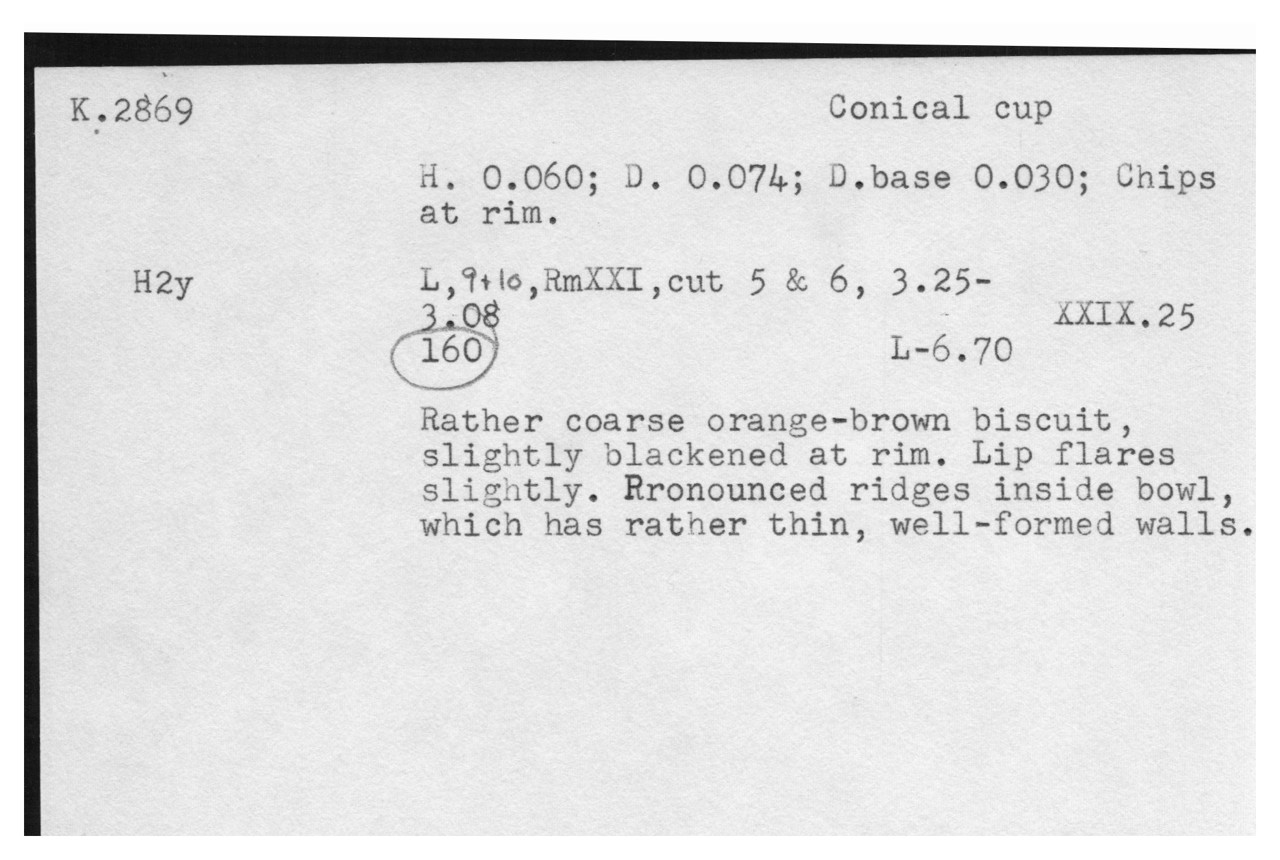 K.2869 Conical cup
H. 0.060; D. 0.074; D.base 0.030; Chips
at rim.
H2y L,9+10,RmXXI,cut 5 & 6, 3.25-
3.08 XXIX.25
160 L-6.70
Rather coarse orange-brown biscuit,
slightly blackened at rim. Lip flares
slightly. Rronounced ridges inside bowl,
which has rather thin, well-formed walls.